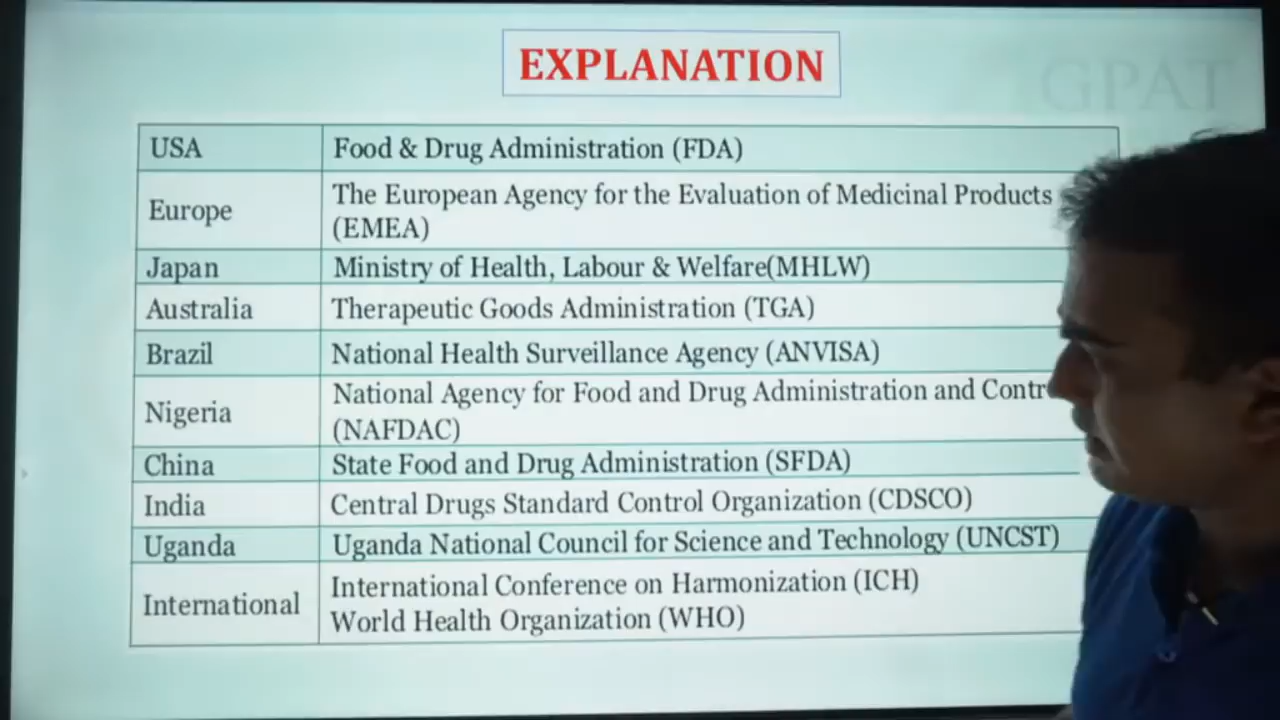 EXPLANATION
GPAT
USA
Food & Drug Administration (FDA)
Europe
The European Agency for the Evaluation of Medicinal Products
(EMEA)
Japan
Ministry of Health, Labour & Welfare(MHLW)
Australia
Therapeutic Goods Administration (TGA)
Brazil
National Health Surveillance Agency (ANVISA)
Nigeria
National Agency for Food and Drug Administration and Contr
(NAFDAC)
China
State Food and Drug Administration (SFDA)
India
Central Drugs Standard Control Organization (CDSCO)
Uganda
Uganda National Council for Science and Technology (UNCST)
International
International Conference on Harmonization (ICH)
World Health Organization (WHO)